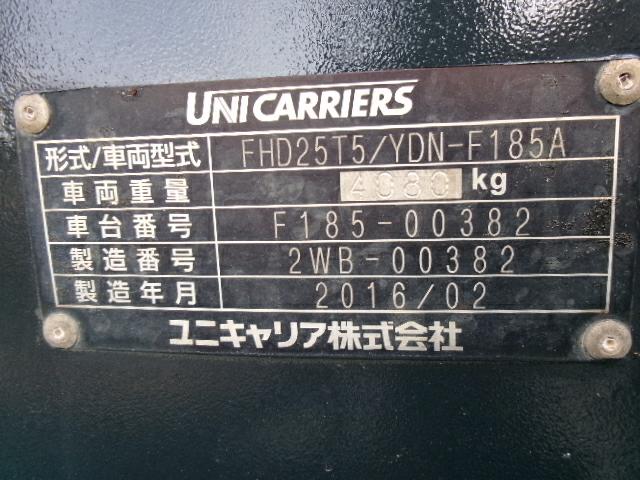 UNICARRIERS
形式/車両型式 FHD25T5/YDN-F185A
車両重量 4080 kg
車台番号 F185-00382
製造番号 2WB-00382
製造年月 2016/02
ユニキャリア株式会社